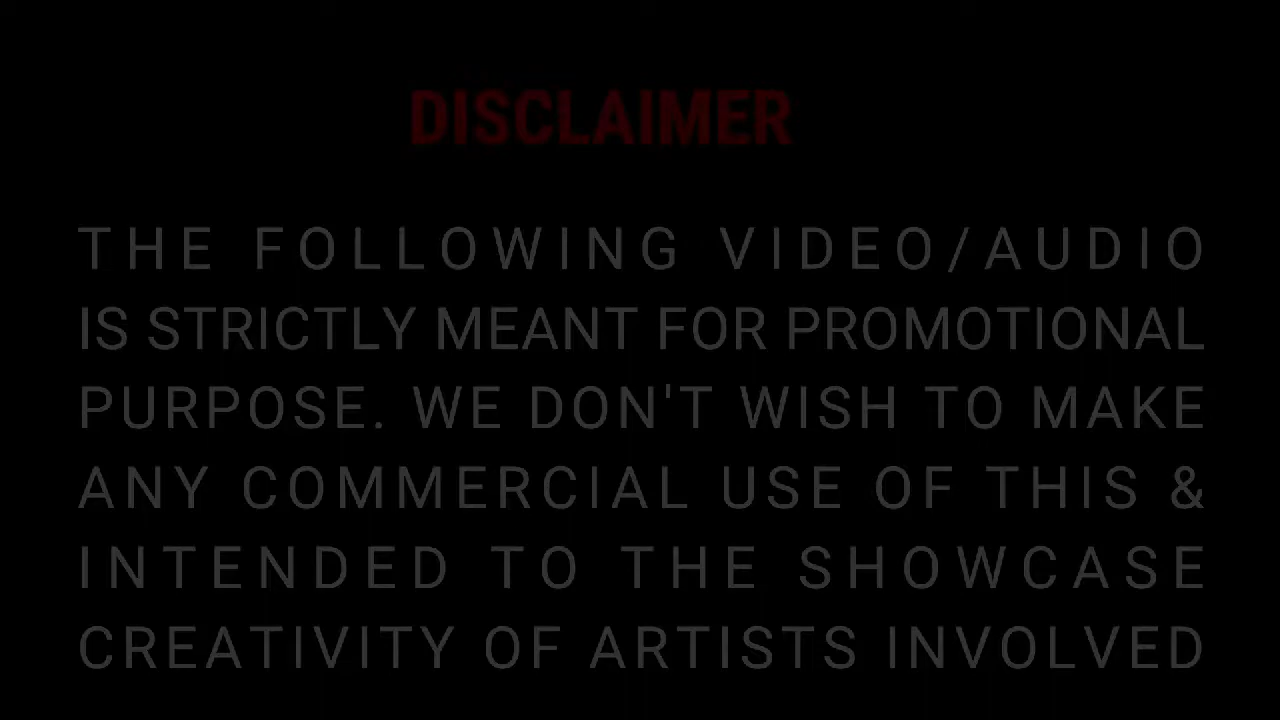 DISCLAIMER
THE FOLLOWING VIDEO/AUDIO
IS STRICTLY MEANT FOR PROMOTIONAL
PURPOSE. WE DON'T WISH TO MAKE
ANY COMMERCIAL USE OF THIS &
INTENDED TO THE SHOWCASE
CREATIVITY OF ARTISTS INVOLVED